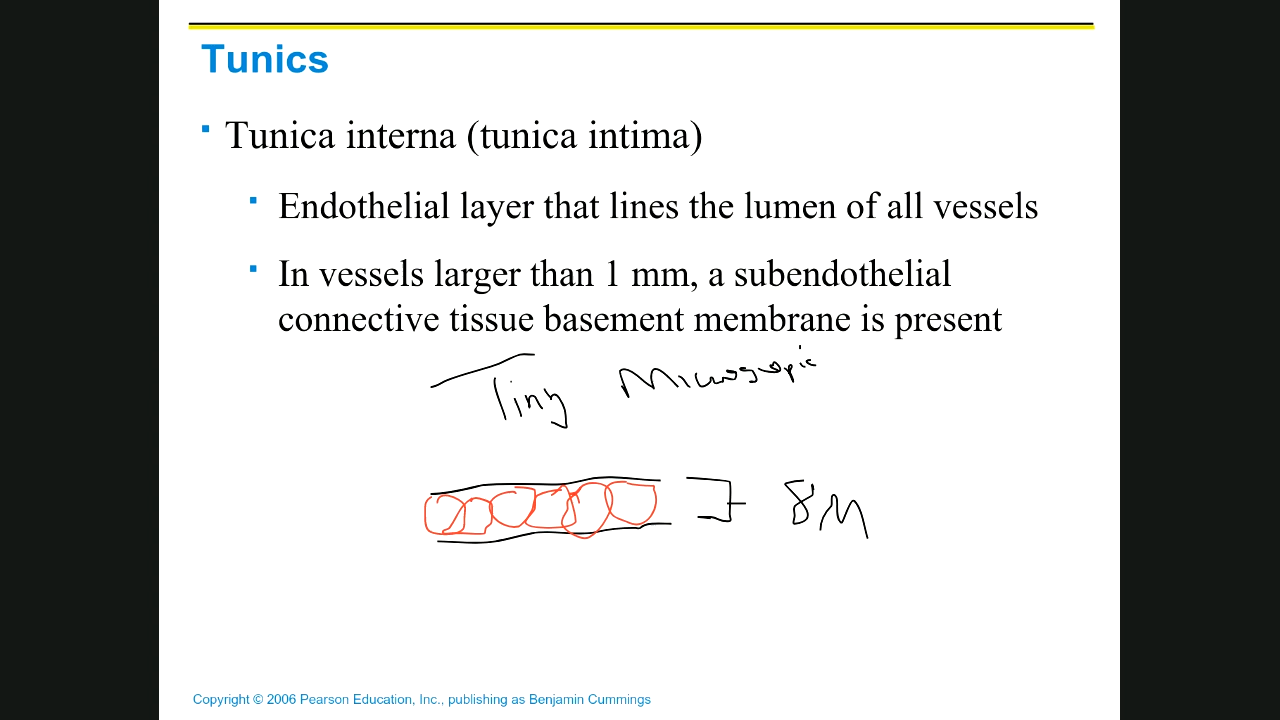 Tunics
Tunica interna (tunica intima)
Endothelial layer that lines the lumen of all vessels
In vessels larger than 1 mm, a subendothelial
connective tissue basement membrane is present
Tiny Microscopic
8
Copyright © 2006 Pearson Education, Inc., publishing as Benjamin Cummings